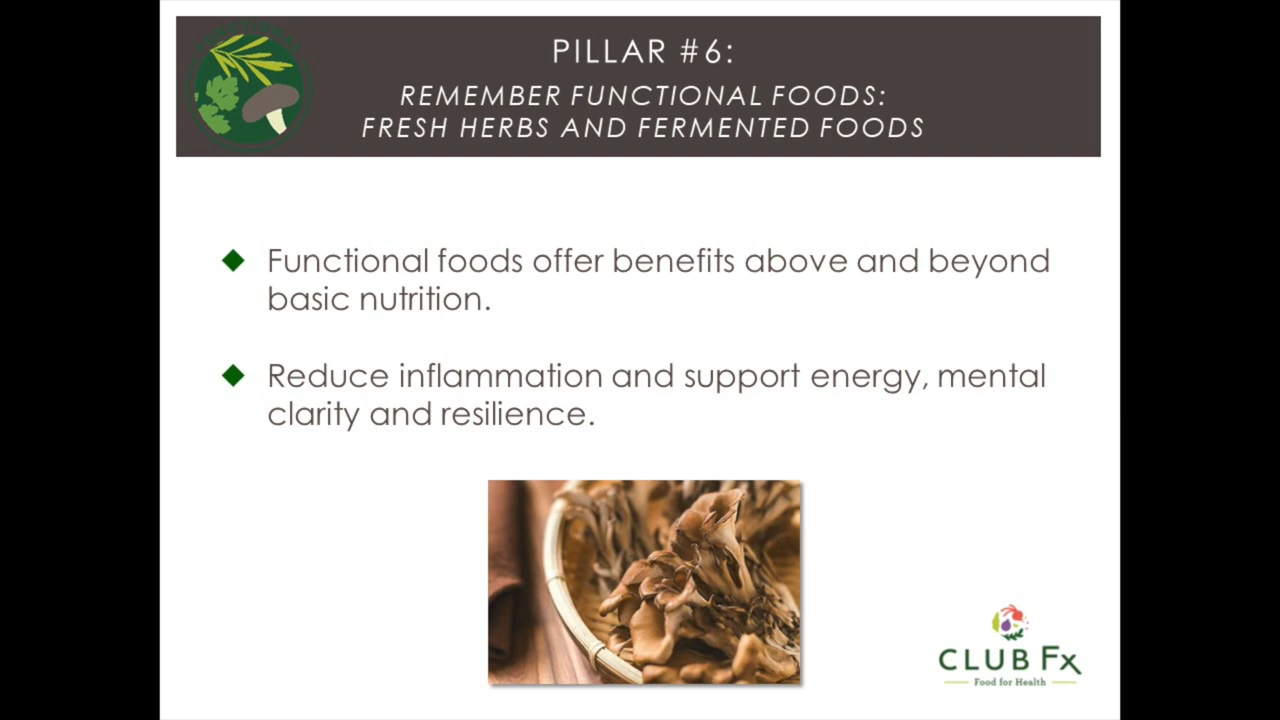 PILLAR #6:
REMEMBER FUNCTIONAL FOODS:
FRESH HERBS AND FERMENTED FOODS
Functional foods offer benefits above and beyond
basic nutrition.
Reduce inflammation and support energy, mental
clarity and resilience.
CLUB Fx
Food for Health